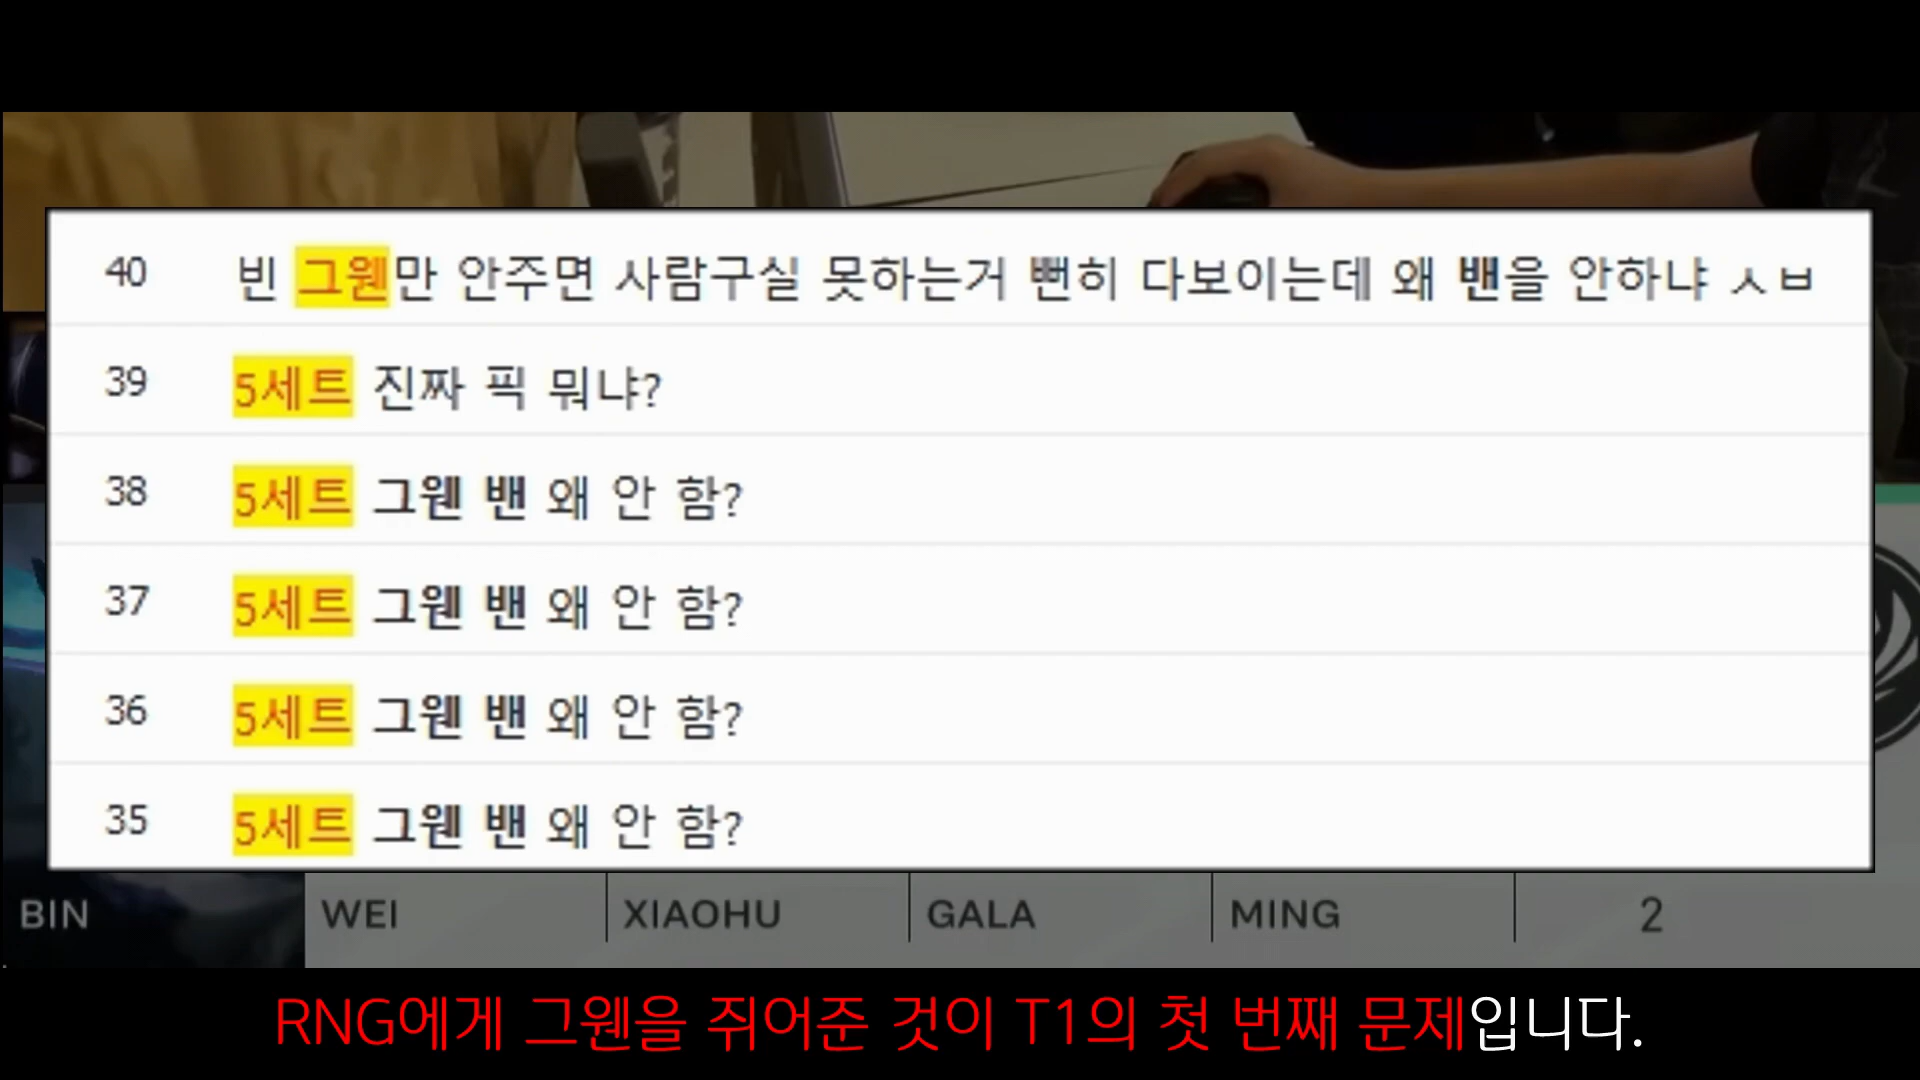 40 빈 그웬만 안주면 사람구실 못하는거 뻔히 다보이는데 왜 밴을 안하냐 ㅅㅂ
39 5세트 진짜 픽 뭐냐?
38 5세트 그웬 밴 왜 안 함?
37 5세트 그웬 밴 왜 안 함?
36 5세트 그웬 밴 왜 안 함?
35 5세트 그웬 밴 왜 안 함?
BIN WEI XIAOHU GALA MING 2
RNG에게 그웬을 쥐어준 것이 T1의 첫 번째 문제입니다.